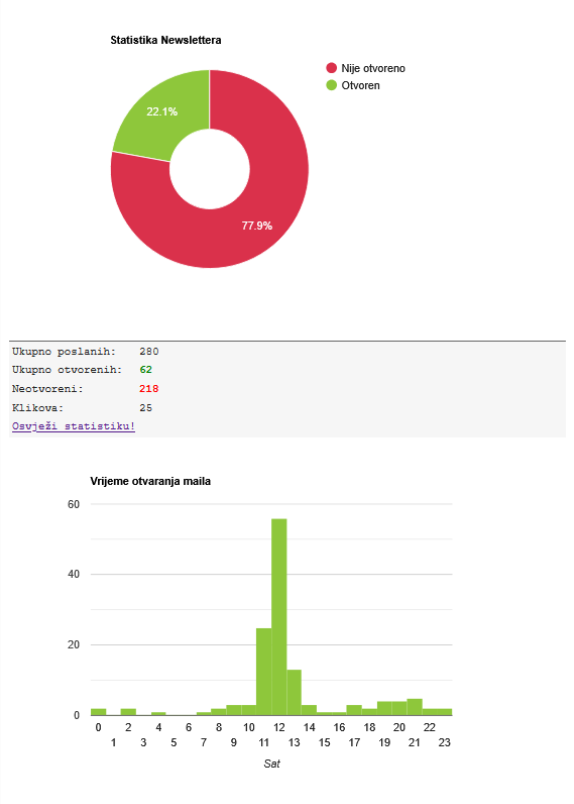 Statistika Newslettera
Nije otvoreno
Otvoren
22.1%
77.9%
Ukupno poslanih: 280
Ukupno otvorenih: 62
Neotvoreni: 218
Klikova: 25
Osvježi statistiku!
Vrijeme otvaranja maila
60
40
20
0
0 2 4 6 8 10 12 14 16 18 20 22
1 3 5 7 9 11 13 15 17 19 21 23
Sat